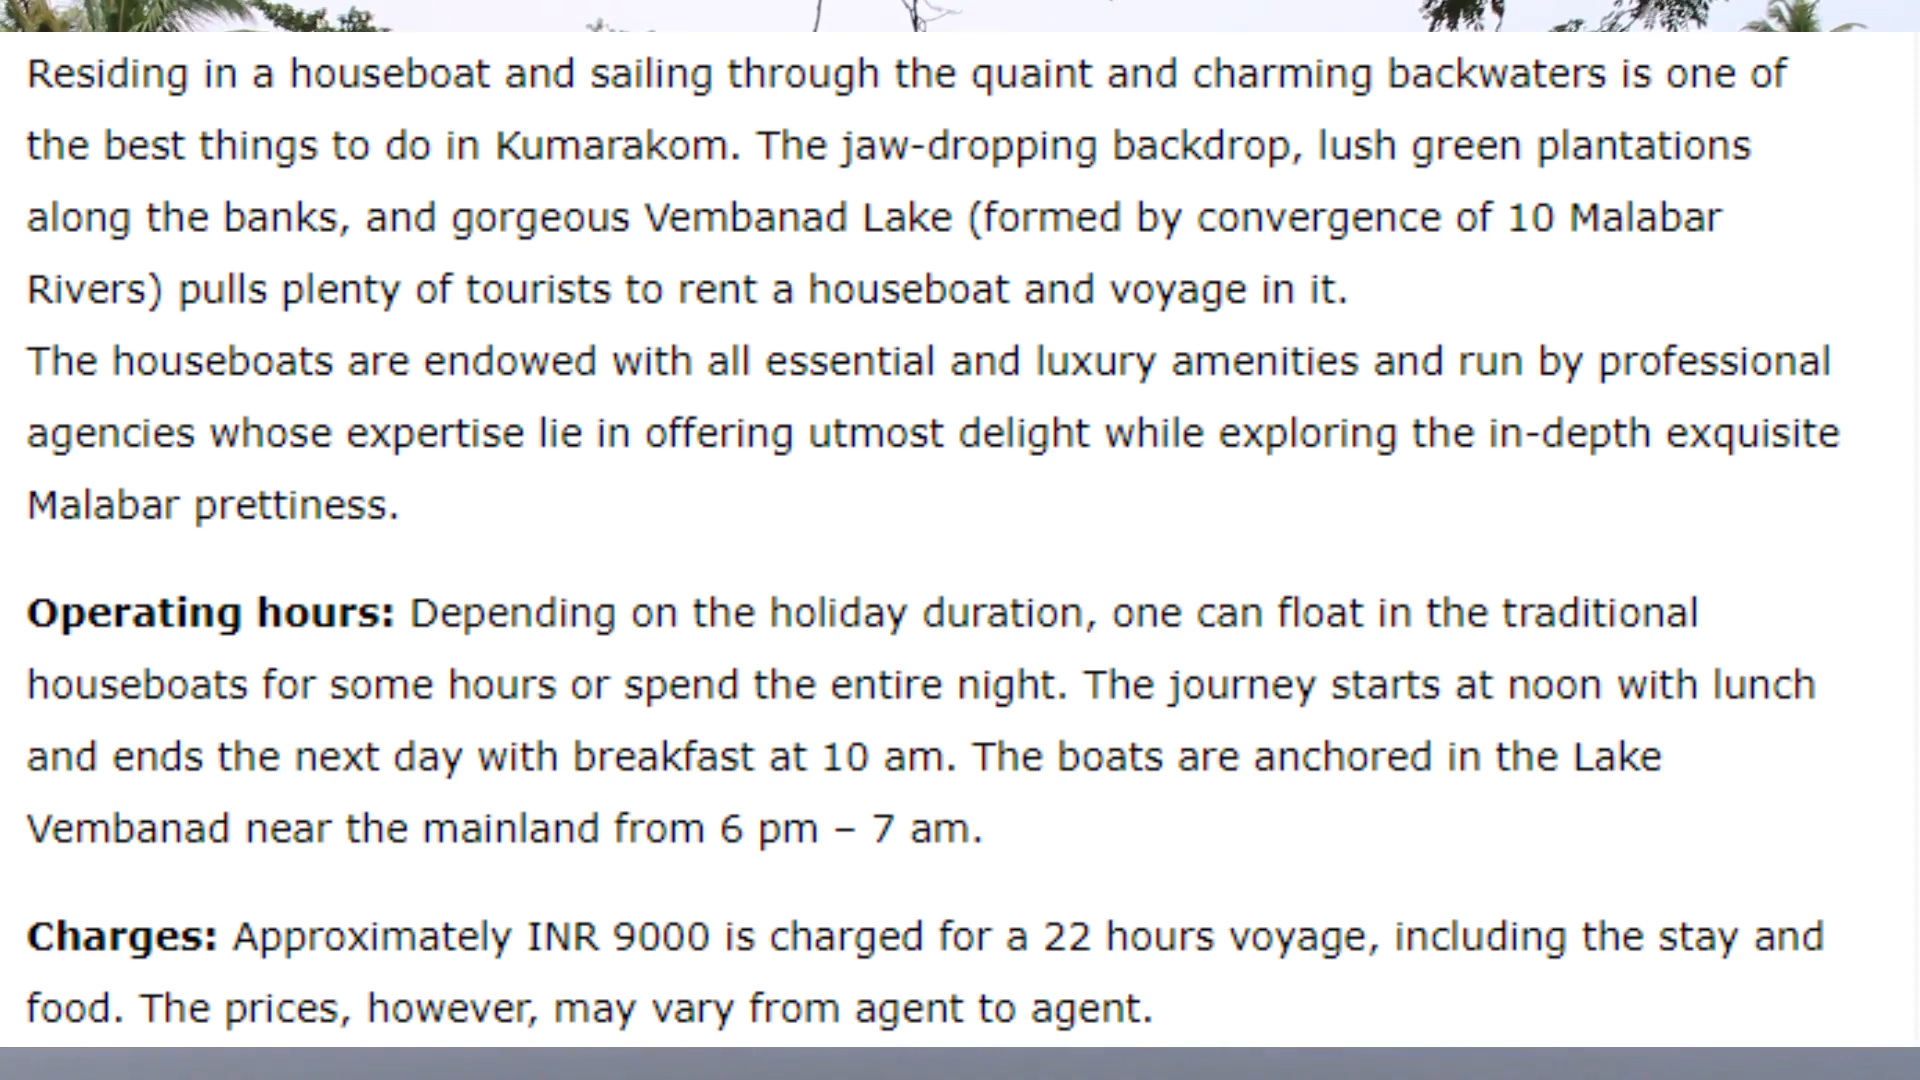 Residing in a houseboat and sailing through the quaint and charming backwaters is one of
the best things to do in Kumarakom. The jaw-dropping backdrop, lush green plantations
along the banks, and gorgeous Vembanad Lake (formed by convergence of 10 Malabar
Rivers) pulls plenty of tourists to rent a houseboat and voyage in it.
The houseboats are endowed with all essential and luxury amenities and run by professional
agencies whose expertise lie in offering utmost delight while exploring the in-depth exquisite
Malabar prettiness.
Operating hours: Depending on the holiday duration, one can float in the traditional
houseboats for some hours or spend the entire night. The journey starts at noon with lunch
and ends the next day with breakfast at 10 am. The boats are anchored in the Lake
Vembanad near the mainland from 6 pm – 7 am.
Charges: Approximately INR 9000 is charged for a 22 hours voyage, including the stay and
food. The prices, however, may vary from agent to agent.